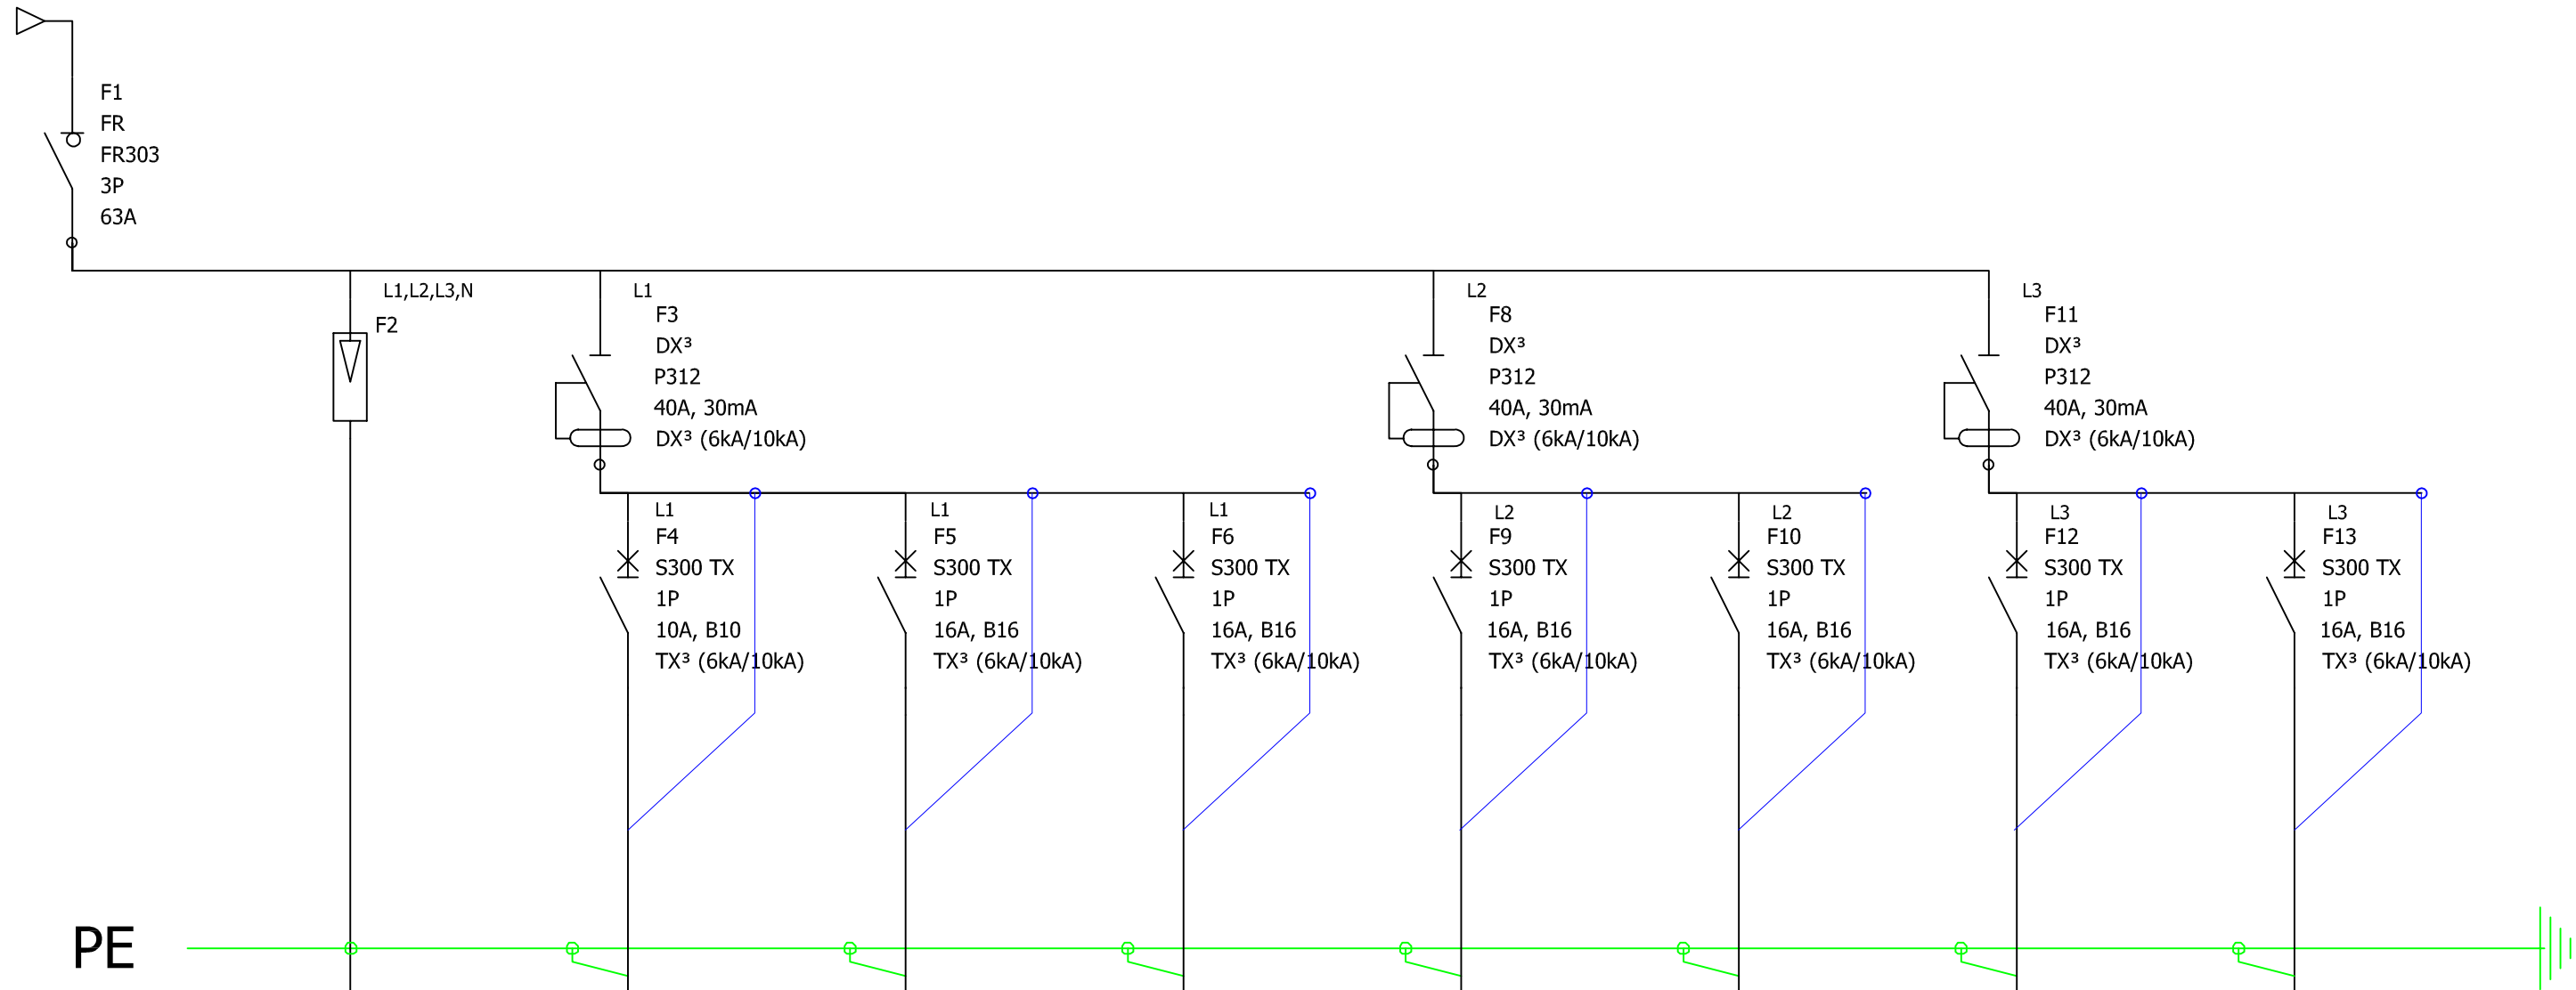 F1
FR
FR303
3P
63A
L1,L2,L3,N
F2
L1
F3
DX³
P312
40A, 30mA
DX³ (6kA/10kA)
L2
F8
DX³
P312
40A, 30mA
DX³ (6kA/10kA)
L3
F11
DX³
P312
40A, 30mA
DX³ (6kA/10kA)
L1
F4
S300 TX
1P
10A, B10
TX³ (6kA/10kA)
L1
F5
S300 TX
1P
16A, B16
TX³ (6kA/10kA)
L1
F6
S300 TX
1P
16A, B16
TX³ (6kA/10kA)
L2
F9
S300 TX
1P
16A, B16
TX³ (6kA/10kA)
L2
F10
S300 TX
1P
16A, B16
TX³ (6kA/10kA)
L3
F12
S300 TX
1P
16A, B16
TX³ (6kA/10kA)
L3
F13
S300 TX
1P
16A, B16
TX³ (6kA/10kA)
PE